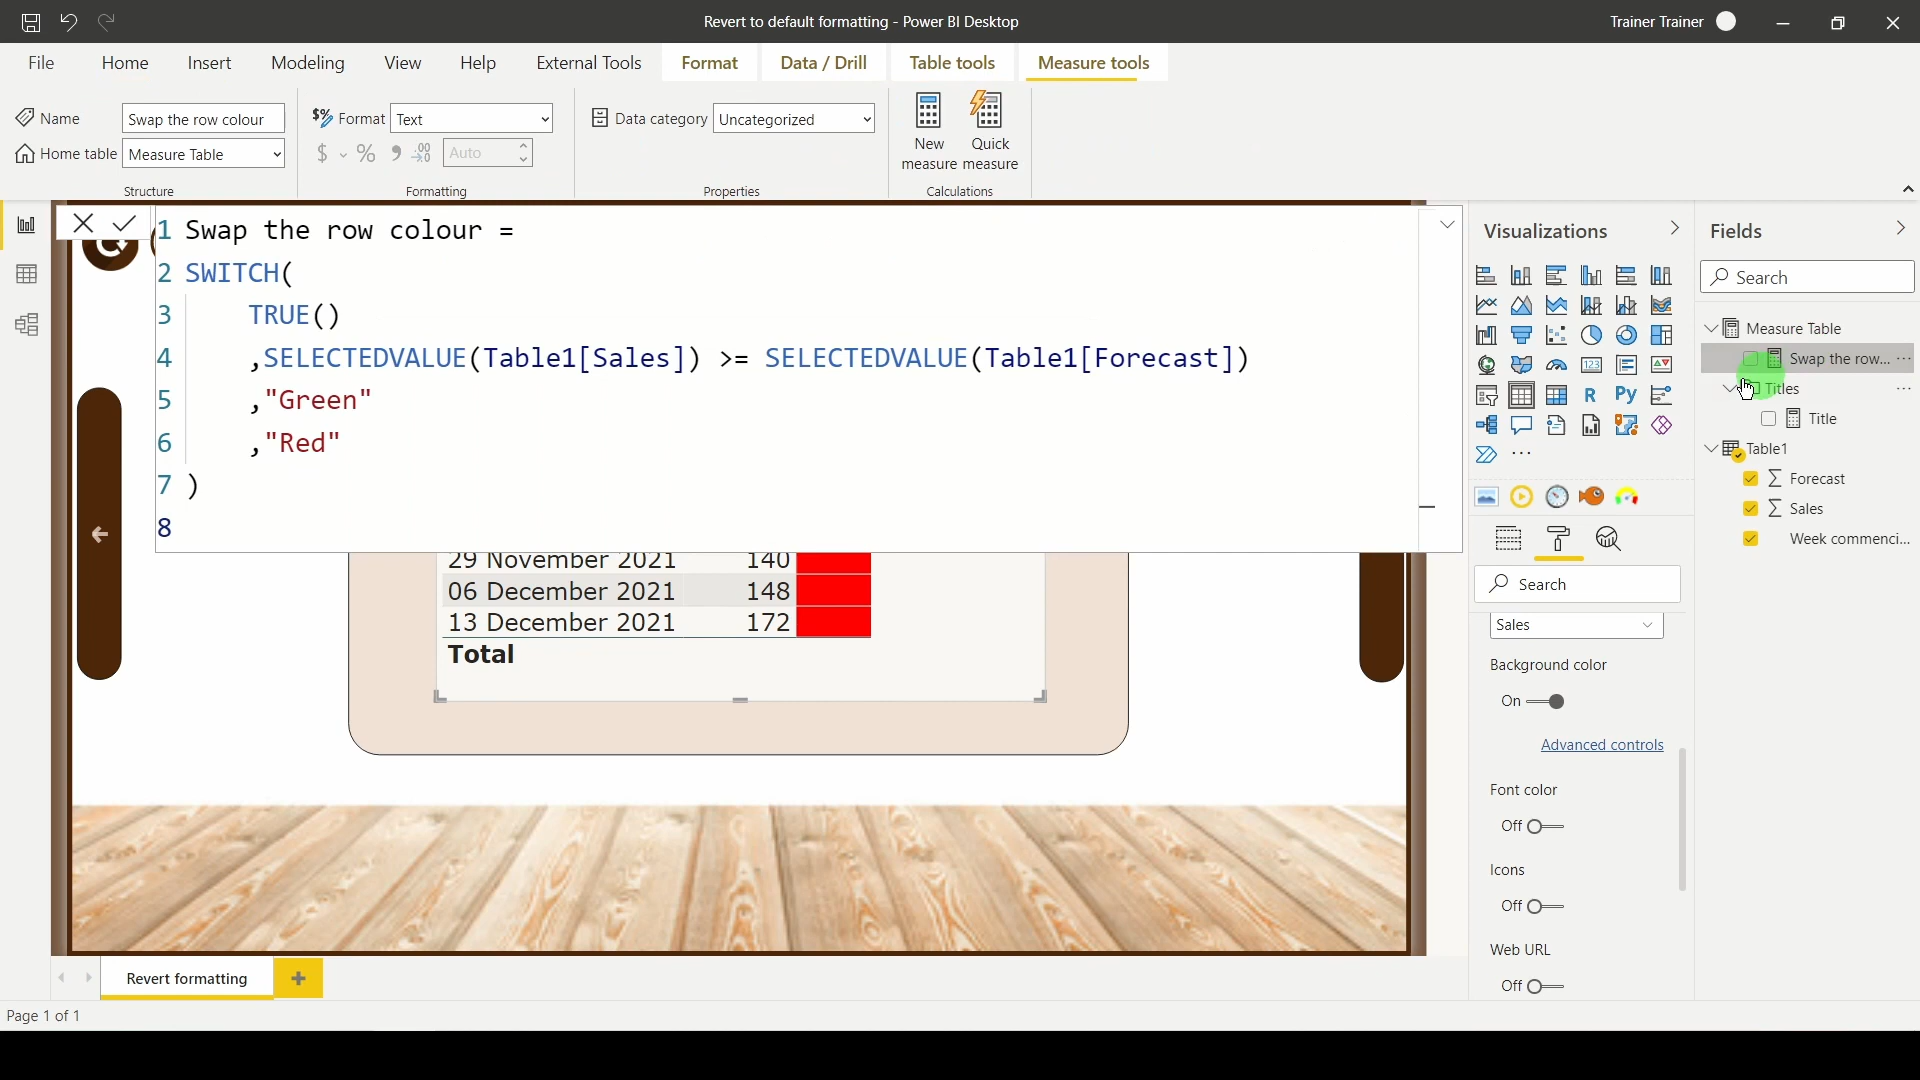 Revert to default formatting - Power BI Desktop
Trainer Trainer
File Home Insert Modeling View Help External Tools Format Data / Drill Table tools Measure tools
Name Swap the row colour
Home table Measure Table
Structure
$% Format Text
$ % , .00 Auto
Formatting
Data category Uncategorized
Properties
New measure
Quick measure
Calculations
1 Swap the row colour =
2 SWITCH(
3 TRUE()
4 ,SELECTEDVALUE(Table1[Sales]) >= SELECTEDVALUE(Table1[Forecast])
5 ,"Green"
6 ,"Red"
7 )
8
29 November 2021 140
06 December 2021 148
13 December 2021 172
Total
Visualizations
123
R Py
...
Search
Sales
Background color
On
Advanced controls
Font color
Off
Icons
Off
Web URL
Off
Fields
Search
Measure Table
Swap the row... ...
Titles ...
Title
Table1
Forecast
Sales
Week commenci...
Revert formatting +
Page 1 of 1